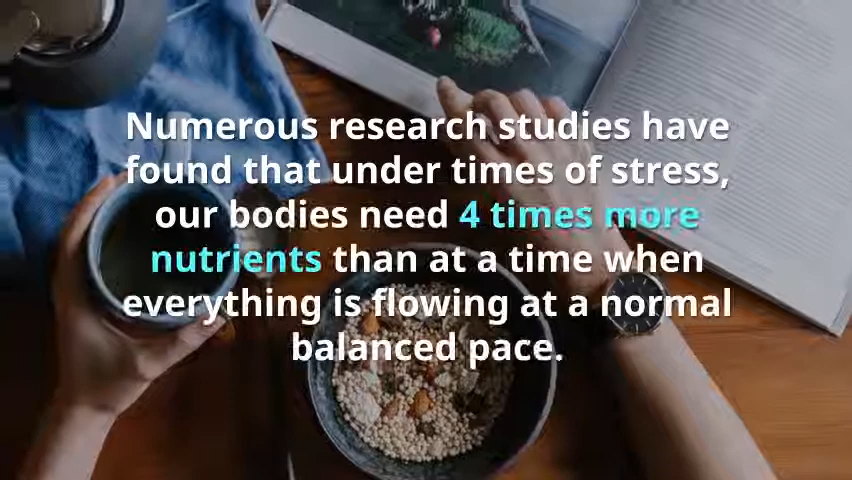 Numerous research studies have
found that under times of stress,
our bodies need 4 times more
nutrients than at a time when
everything is flowing at a normal
balanced pace.